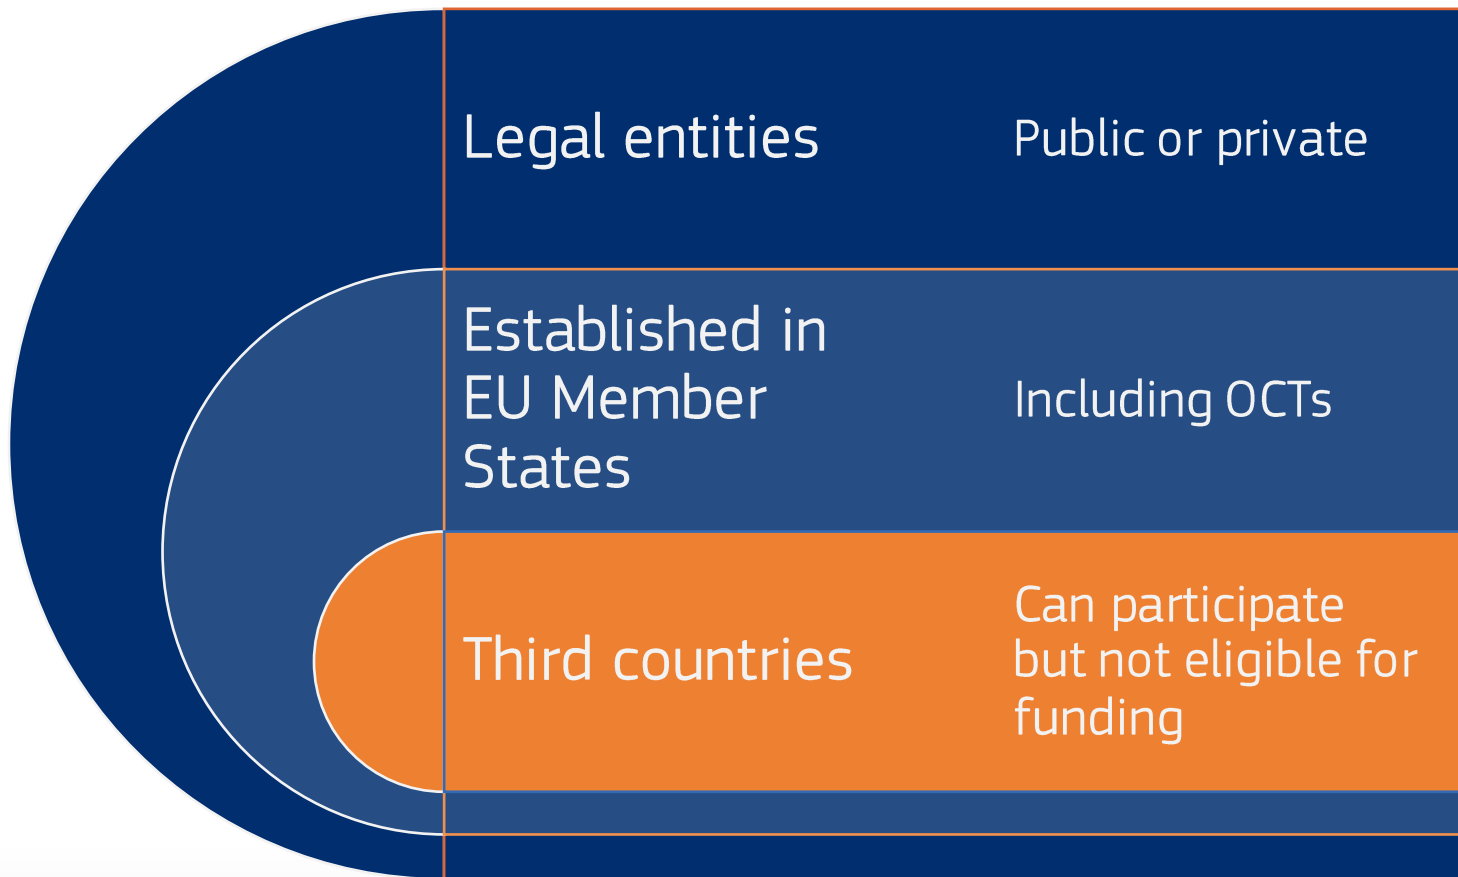 Legal entities
Public or private
Established in
EU Member
States
Including OCTs
Third countries
Can participate
but not eligible for
funding